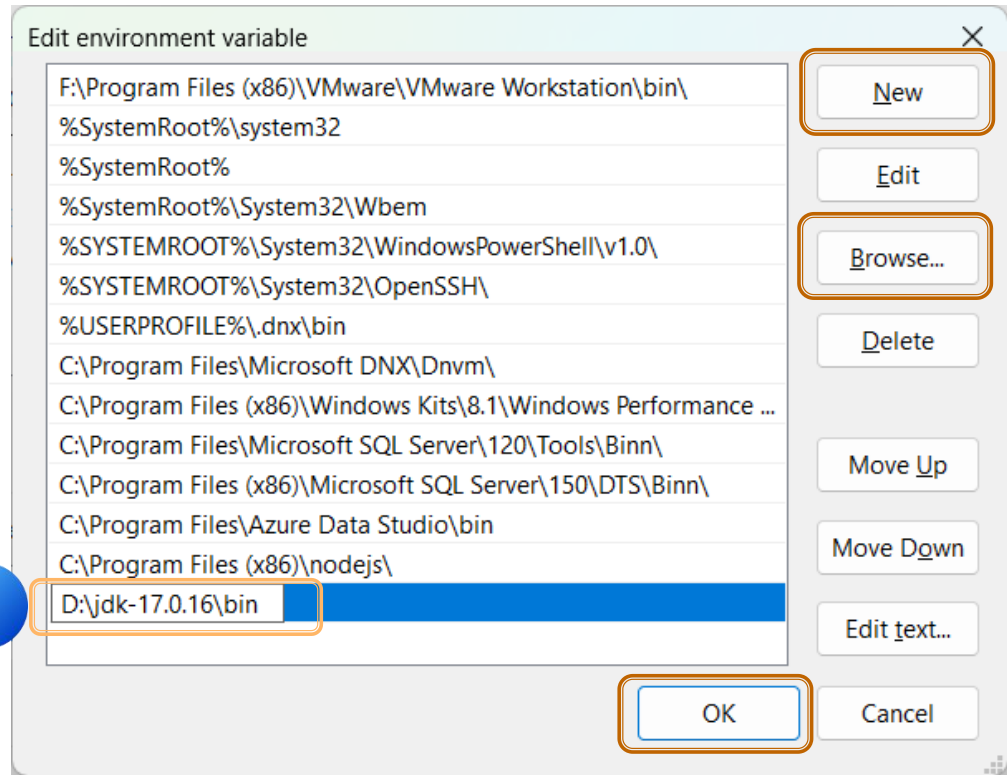 Edit environment variable
F:\Program Files (x86)\VMware\VMware Workstation\bin\
%SystemRoot%\system32
%SystemRoot%
%SystemRoot%\System32\Wbem
%SYSTEMROOT%\System32\WindowsPowerShell\v1.0\
%SYSTEMROOT%\System32\OpenSSH\
%USERPROFILE%\.dnx\bin
C:\Program Files\Microsoft DNX\Dnvm\
C:\Program Files (x86)\Windows Kits\8.1\Windows Performance ...
C:\Program Files\Microsoft SQL Server\120\Tools\Binn\
C:\Program Files (x86)\Microsoft SQL Server\150\DTS\Binn\
C:\Program Files\Azure Data Studio\bin
C:\Program Files (x86)\nodejs\
D:\jdk-17.0.16\bin
New
Edit
Browse...
Delete
Move Up
Move Down
Edit text...
OK
Cancel